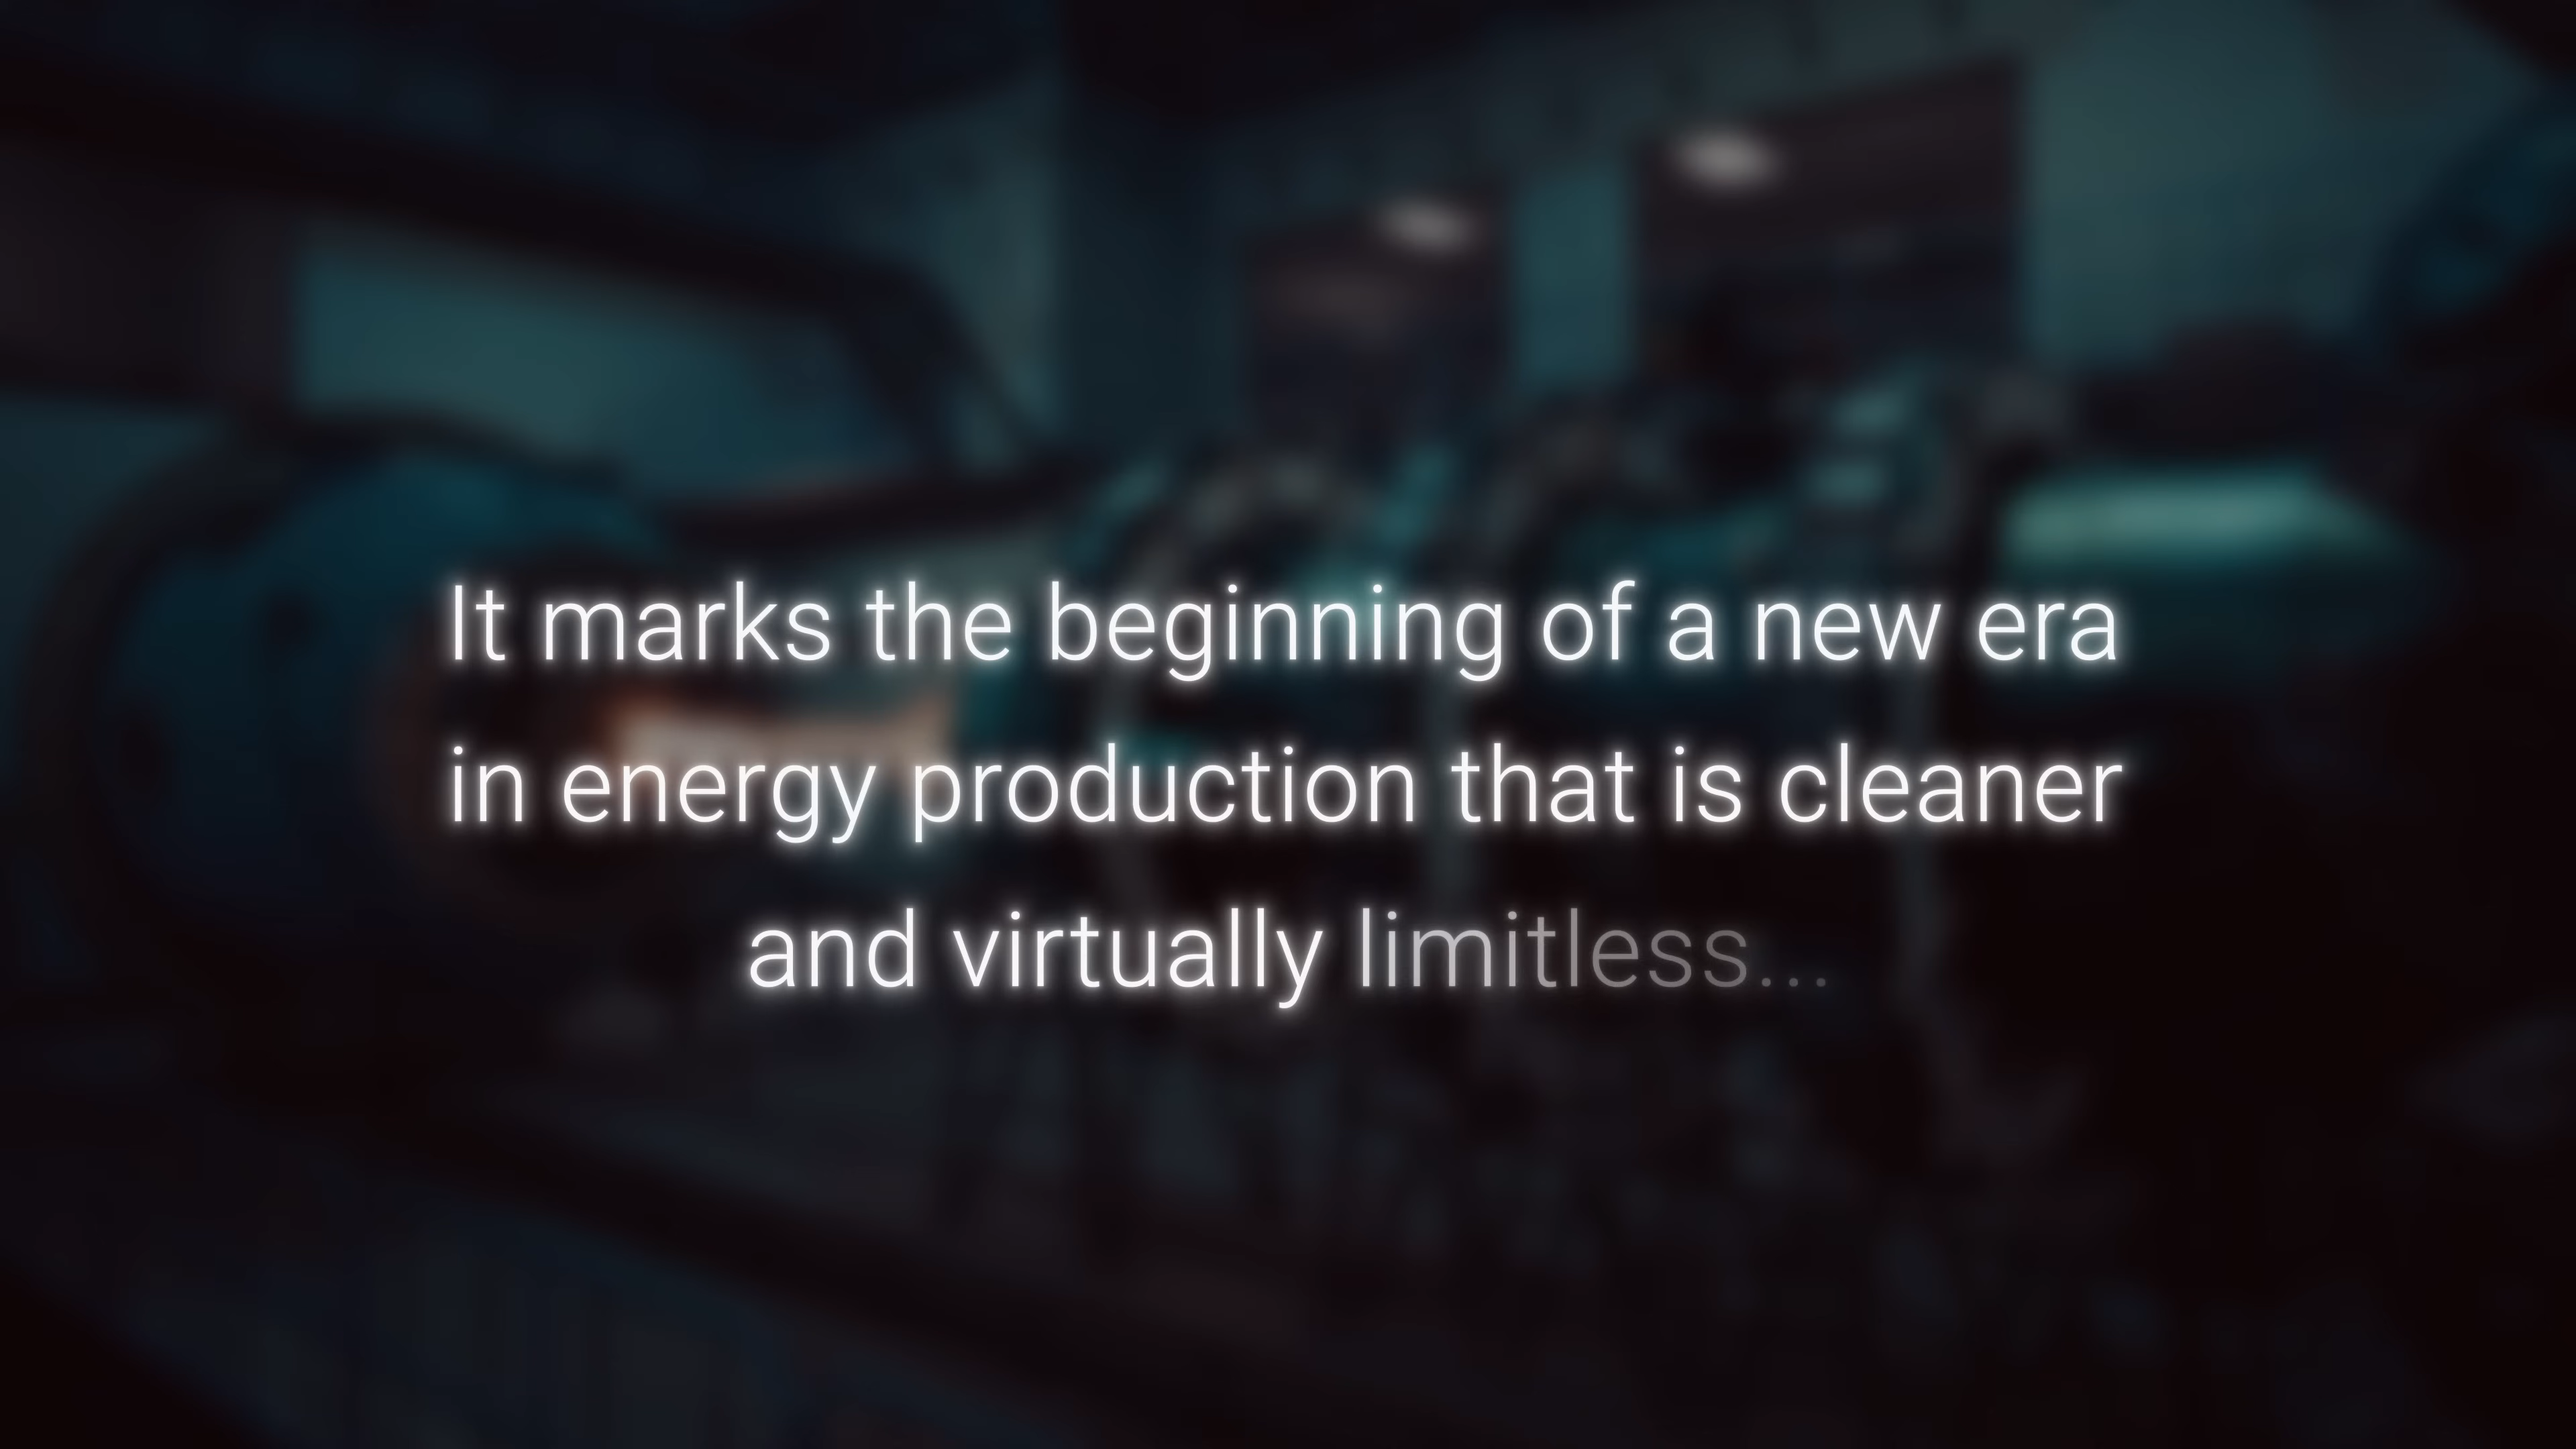 It marks the beginning of a new era
in energy production that is cleaner
and virtually limitless...